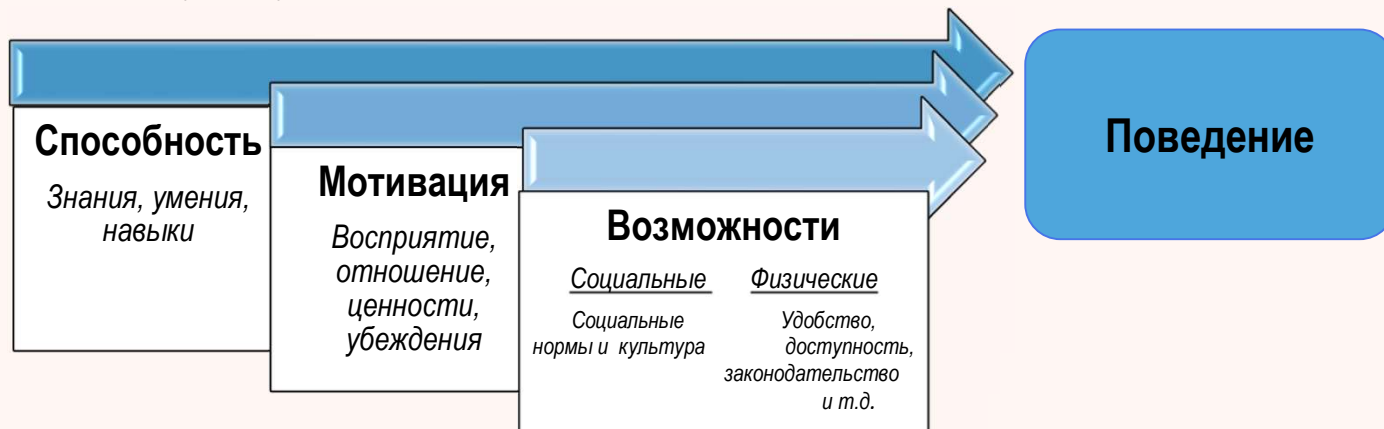 Способность
Знания, умения,
навыки
Мотивация
Восприятие,
отношение,
ценности,
убеждения
Возможности
Социальные
Социальные
нормы и культура
Физические
Удобство,
доступность,
законодательство
и т.д.
Поведение